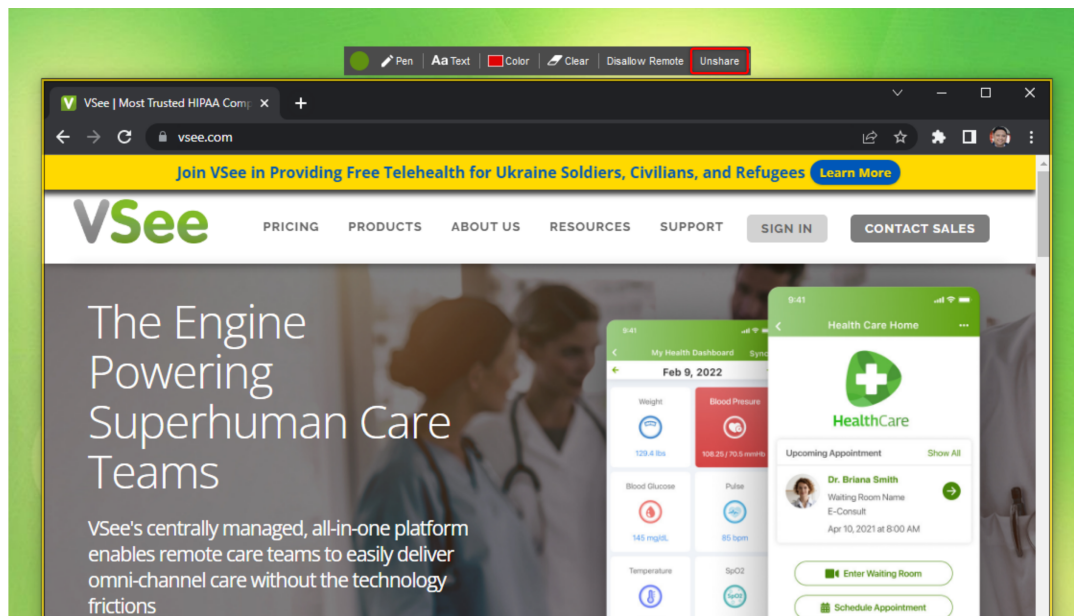 Pen Aa Text Color Clear Disallow Remote Unshare
V VSee | Most Trusted HIPAA Comp
vsee.com
Join VSee in Providing Free Telehealth for Ukraine Soldiers, Civilians, and Refugees Learn More
VSee PRICING PRODUCTS ABOUT US RESOURCES SUPPORT SIGN IN CONTACT SALES
The Engine
Powering
Superhuman Care
Teams
VSee's centrally managed, all-in-one platform
enables remote care teams to easily deliver
omni-channel care without the technology
frictions
9:41
My Health Dashboard Sync
Feb 9, 2022
Weight Blood Presure
129.4 lbs 108.25 / 70.5 mmHb
Blood Glucose Pulse
145 mg/dL 85 bpm
Temperature SpO2
SpO2
9:41
Health Care Home
HealthCare
Upcoming Appointment Show All
Dr. Briana Smith
Waiting Room Name
E-Consult
Apr 10, 2021 at 8:00 AM
Enter Waiting Room
Schedule Appointment